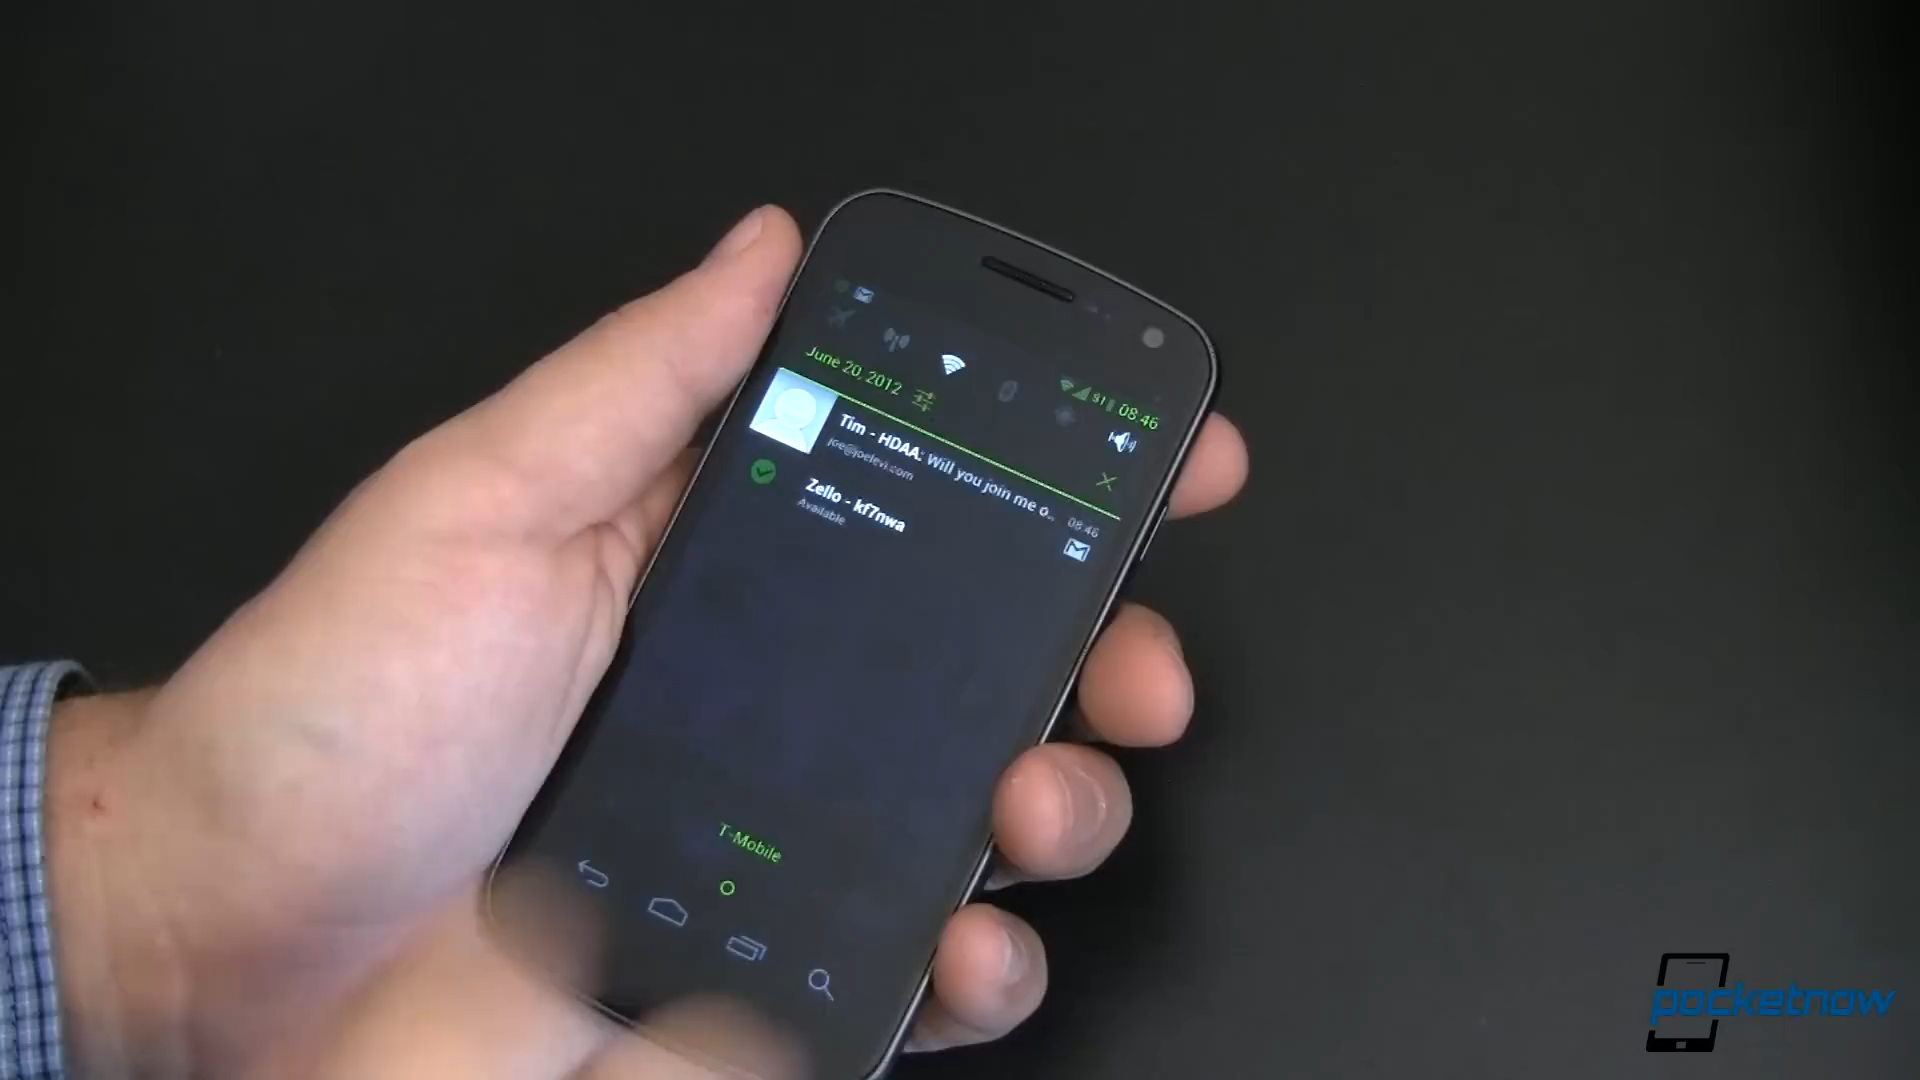 June 20, 2012
91
08:46
Tim - HDAA: Will you join me o..
joe@joelevi.com
08:46
Zello - kf7nwa
Available
T-Mobile
pocketnow